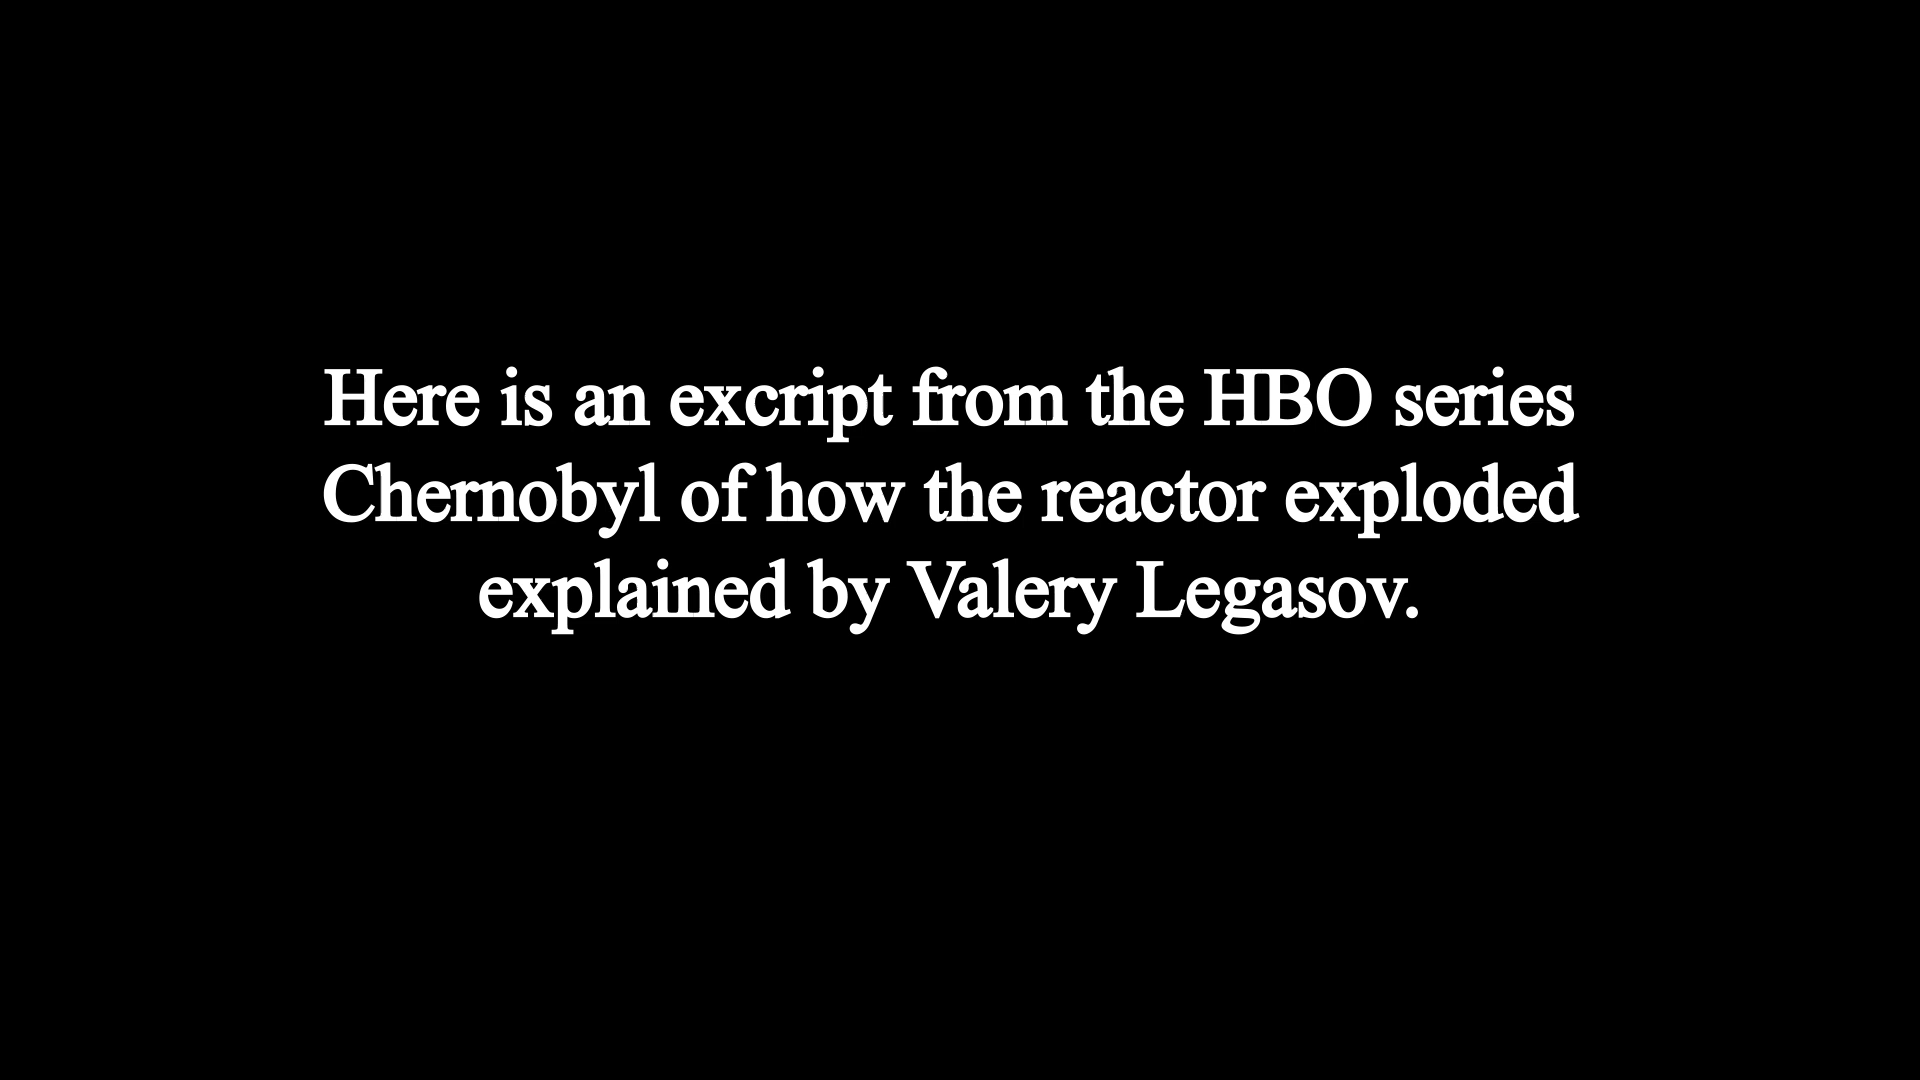 Here is an excript from the HBO series
Chernobyl of how the reactor exploded
explained by Valery Legasov.